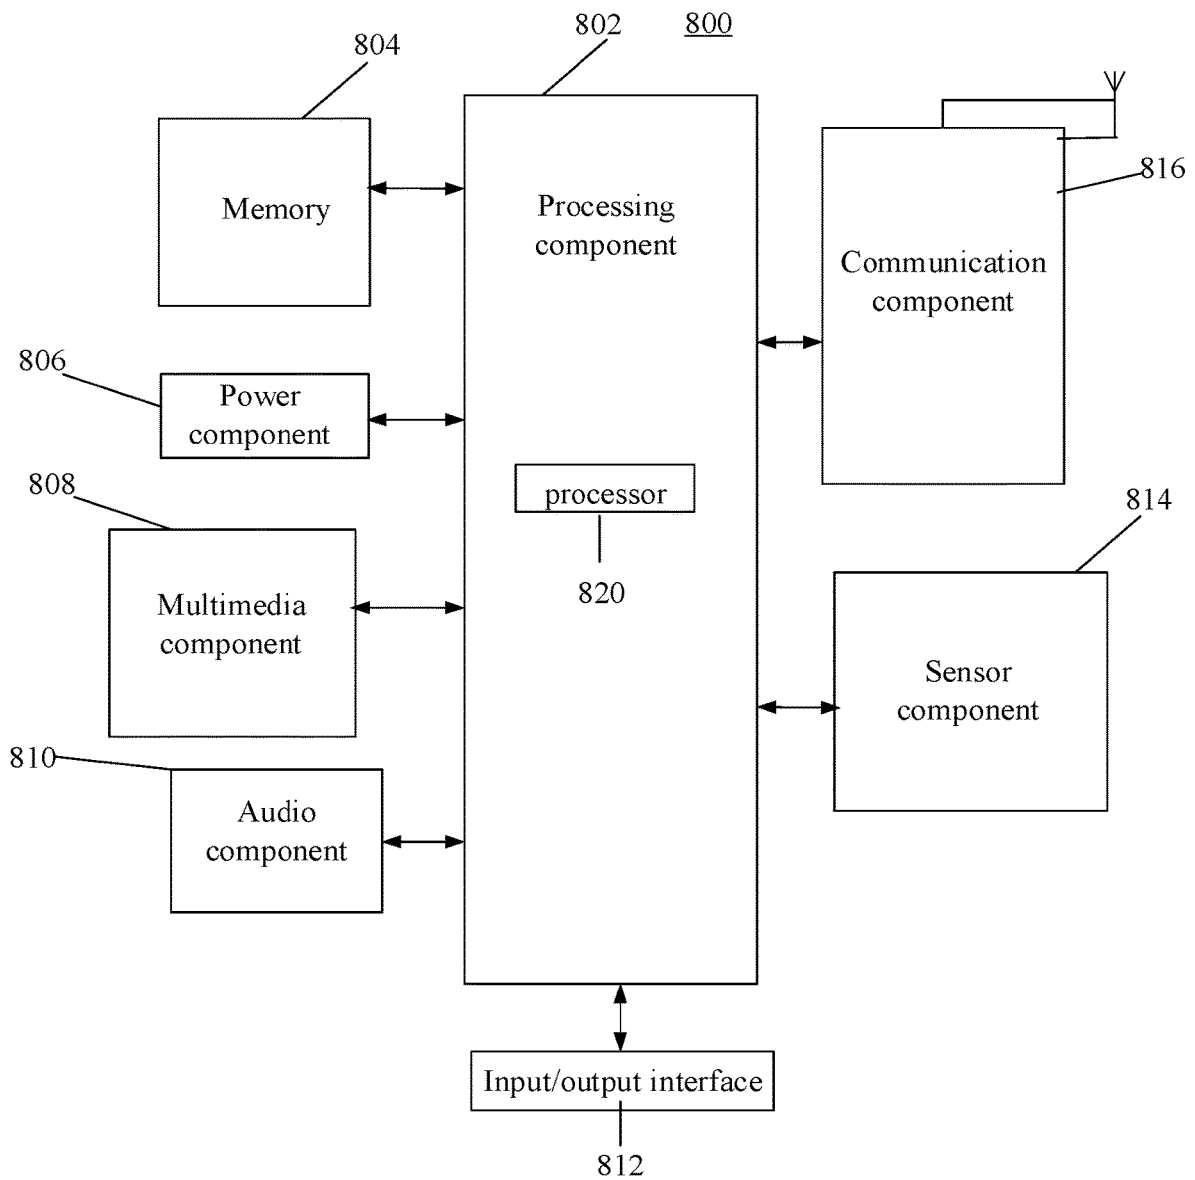 802
800
804
816
Memory
Processing
component
Communication
component
806
Power
component
808
processor
820
814
Multimedia
component
Sensor
component
810
Audio
component
Input/output interface
812